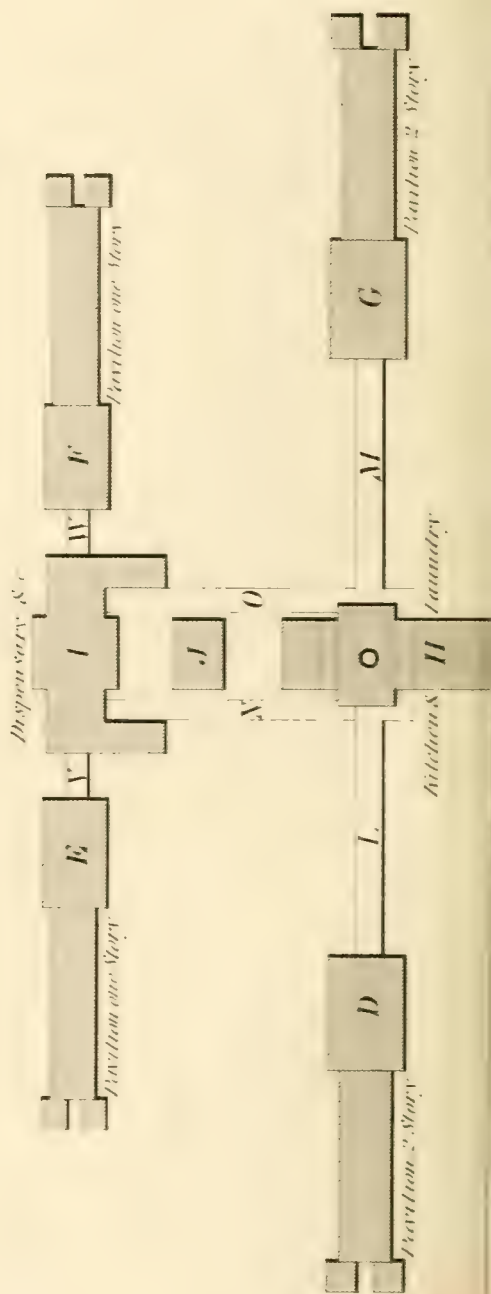 Dispensary &c
E V I W F
Pavilion one Story
Pavilion one Story
J
N O
D L M G
Pavilion 2 Story
Kitchen & Laundry
Pavilion 2 Story
H